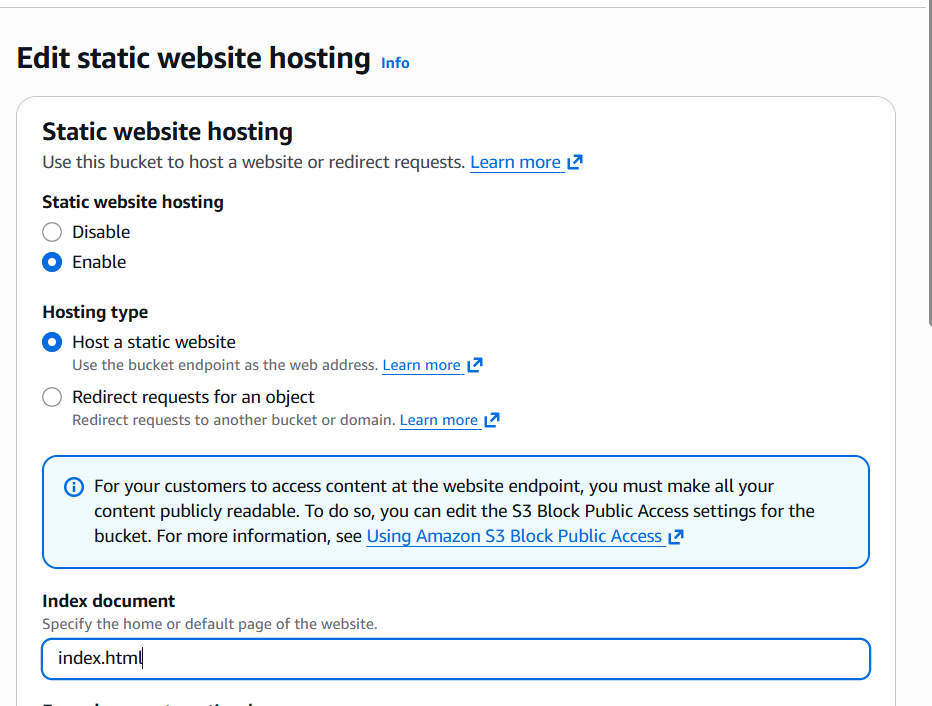 Edit static website hosting Info
Static website hosting
Use this bucket to host a website or redirect requests. Learn more
Static website hosting
Disable
Enable
Hosting type
Host a static website
Use the bucket endpoint as the web address. Learn more
Redirect requests for an object
Redirect requests to another bucket or domain. Learn more
For your customers to access content at the website endpoint, you must make all your
content publicly readable. To do so, you can edit the S3 Block Public Access settings for the
bucket. For more information, see Using Amazon S3 Block Public Access
Index document
Specify the home or default page of the website.
index.html